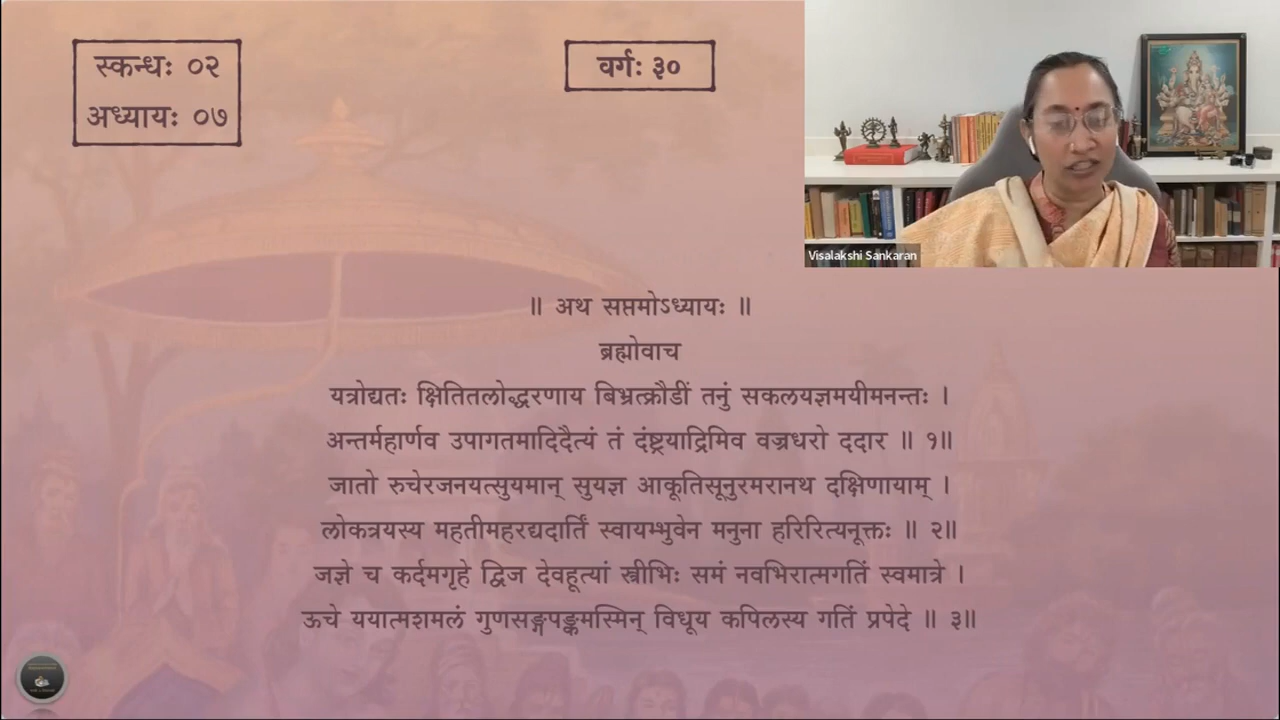 स्कन्धः ०२
अध्यायः ०७
वर्गः ३०
Visalakshi Sankaran
॥ अथ सप्तमोऽध्यायः ॥
ब्रह्मोवाच
यत्रोद्यतः क्षितितलोद्धरणाय बिभ्रत्क्रौडीं तनुं सकलयज्ञमयीमनन्तः ।
अन्तर्महार्णव उपागतमादिदैत्यं तं दंष्ट्रयाद्रिमिव वज्रधरो ददार ॥ १॥
जातो रुचेरजनयत्सुयमान् सुयज्ञ आकूतिसूनुरमरानथ दक्षिणायाम् ।
लोकत्रयस्य महतीमहरद्यदार्तिं स्वायम्भुवेन मनुना हरिरित्यनूक्तः ॥ २॥
जज्ञे च कर्दमगृहे द्विज देवहूत्यां स्त्रीभिः समं नवभिरात्मगतिं स्वमात्रे ।
ऊचे ययात्मशमलं गुणसङ्गपङ्कमस्मिन् विधूय कपिलस्य गतिं प्रपेदे ॥ ३॥